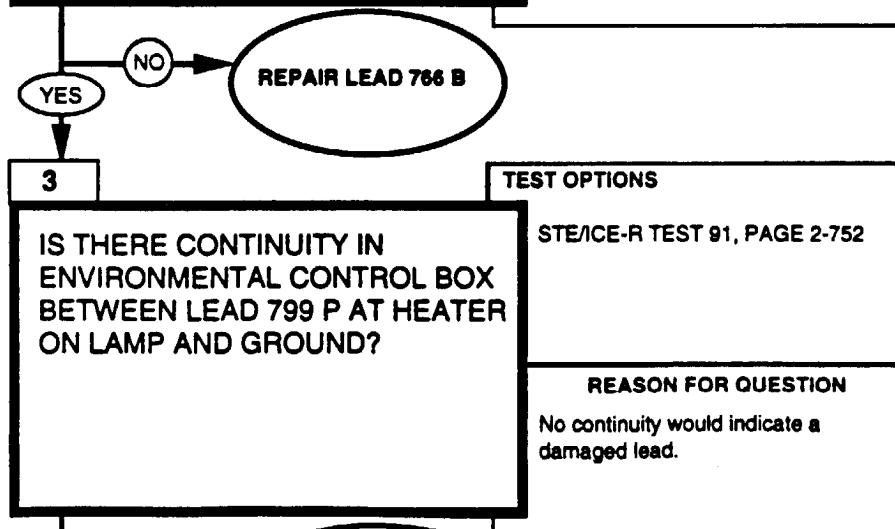 NO
REPAIR LEAD 766 B
YES
3
TEST OPTIONS
STE/ICE-R TEST 91, PAGE 2-752
IS THERE CONTINUITY IN
ENVIRONMENTAL CONTROL BOX
BETWEEN LEAD 799 P AT HEATER
ON LAMP AND GROUND?
REASON FOR QUESTION
No continuity would indicate a
damaged lead.